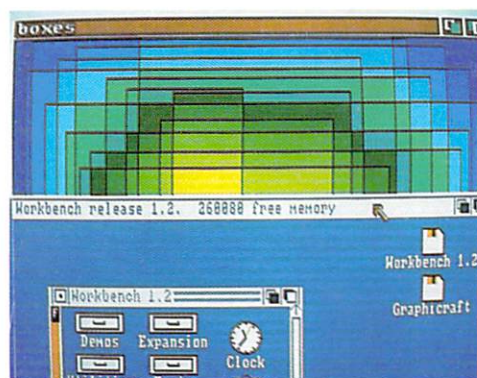 boxes
Workbench release 1.2. 260080 free memory
Workbench 1.2
Graphicraft
Workbench 1.2
Demos Expansion Clock